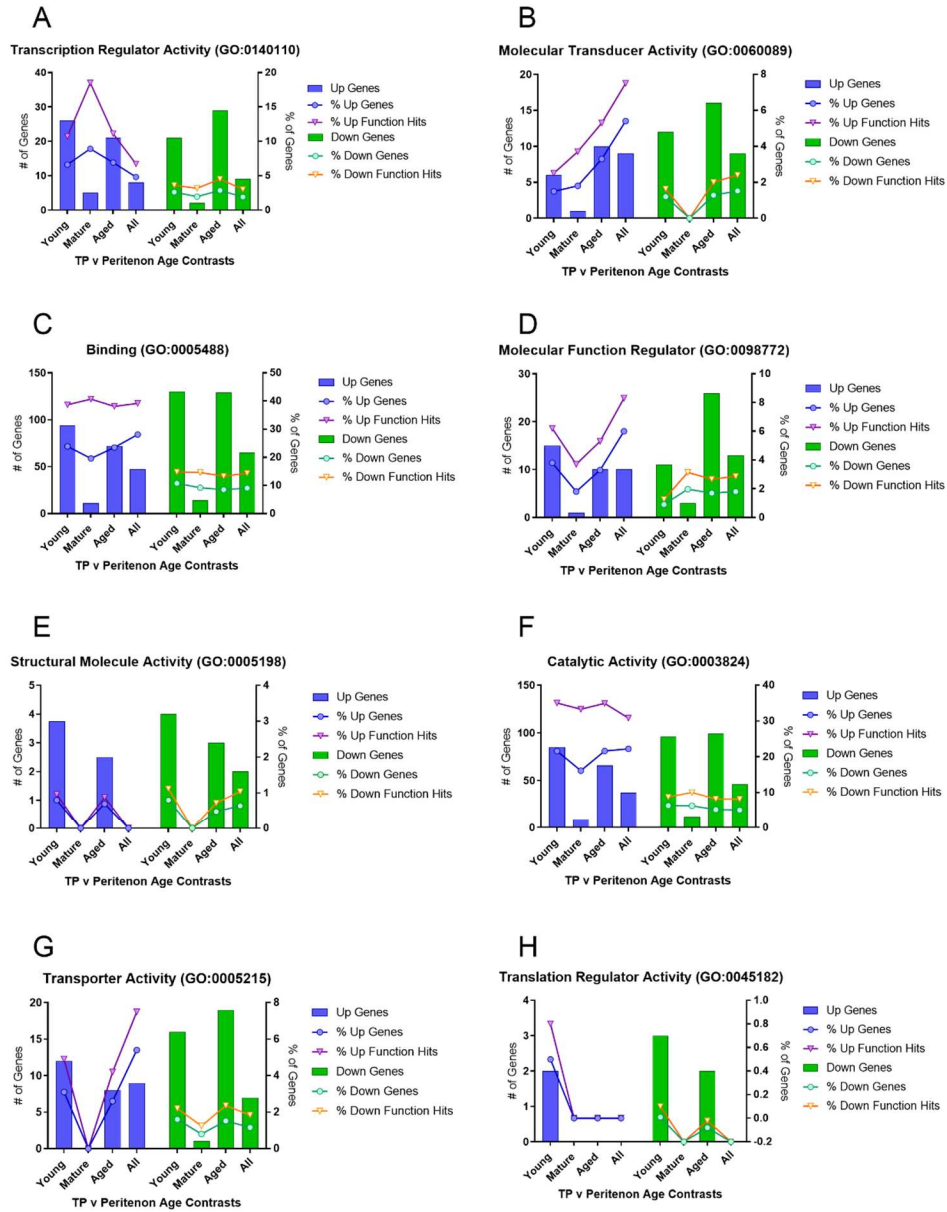 A
Transcription Regulator Activity (GO:0140110)
# of Genes
40
30
20
10
0
20
15
10
5
0
% of Genes
Young
Mature
Aged
All
Young
Mature
Aged
All
TP v Peritenon Age Contrasts
Up Genes
% Up Genes
% Up Function Hits
Down Genes
% Down Genes
% Down Function Hits
B
Molecular Transducer Activity (GO:0060089)
# of Genes
20
15
10
5
0
8
6
4
2
0
% of Genes
Young
Mature
Aged
All
Young
Mature
Aged
All
TP v Peritenon Age Contrasts
Up Genes
% Up Genes
% Up Function Hits
Down Genes
% Down Genes
% Down Function Hits
C
Binding (GO:0005488)
# of Genes
150
100
50
0
50
40
30
20
10
0
% of Genes
Young
Mature
Aged
All
Young
Mature
Aged
All
TP v Peritenon Age Contrasts
Up Genes
% Up Genes
% Up Function Hits
Down Genes
% Down Genes
% Down Function Hits
D
Molecular Function Regulator (GO:0098772)
# of Genes
30
20
10
0
10
8
6
4
2
0
% of Genes
Young
Mature
Aged
All
Young
Mature
Aged
All
TP v Peritenon Age Contrasts
Up Genes
% Up Genes
% Up Function Hits
Down Genes
% Down Genes
% Down Function Hits
E
Structural Molecule Activity (GO:0005198)
# of Genes
5
4
3
2
1
0
4
3
2
1
0
% of Genes
Young
Mature
Aged
All
Young
Mature
Aged
All
TP v Peritenon Age Contrasts
Up Genes
% Up Genes
% Up Function Hits
Down Genes
% Down Genes
% Down Function Hits
F
Catalytic Activity (GO:0003824)
# of Genes
150
100
50
0
40
30
20
10
0
% of Genes
Young
Mature
Aged
All
Young
Mature
Aged
All
TP v Peritenon Age Contrasts
Up Genes
% Up Genes
% Up Function Hits
Down Genes
% Down Genes
% Down Function Hits
G
Transporter Activity (GO:0005215)
# of Genes
20
15
10
5
0
8
6
4
2
0
% of Genes
Young
Mature
Aged
All
Young
Mature
Aged
All
TP v Peritenon Age Contrasts
Up Genes
% Up Genes
% Up Function Hits
Down Genes
% Down Genes
% Down Function Hits
H
Translation Regulator Activity (GO:0045182)
# of Genes
4
3
2
1
0
1.0
0.8
0.6
0.4
0.2
0.0
-0.2
% of Genes
Young
Mature
Aged
All
Young
Mature
Aged
All
TP v Peritenon Age Contrasts
Up Genes
% Up Genes
% Up Function Hits
Down Genes
% Down Genes
% Down Function Hits